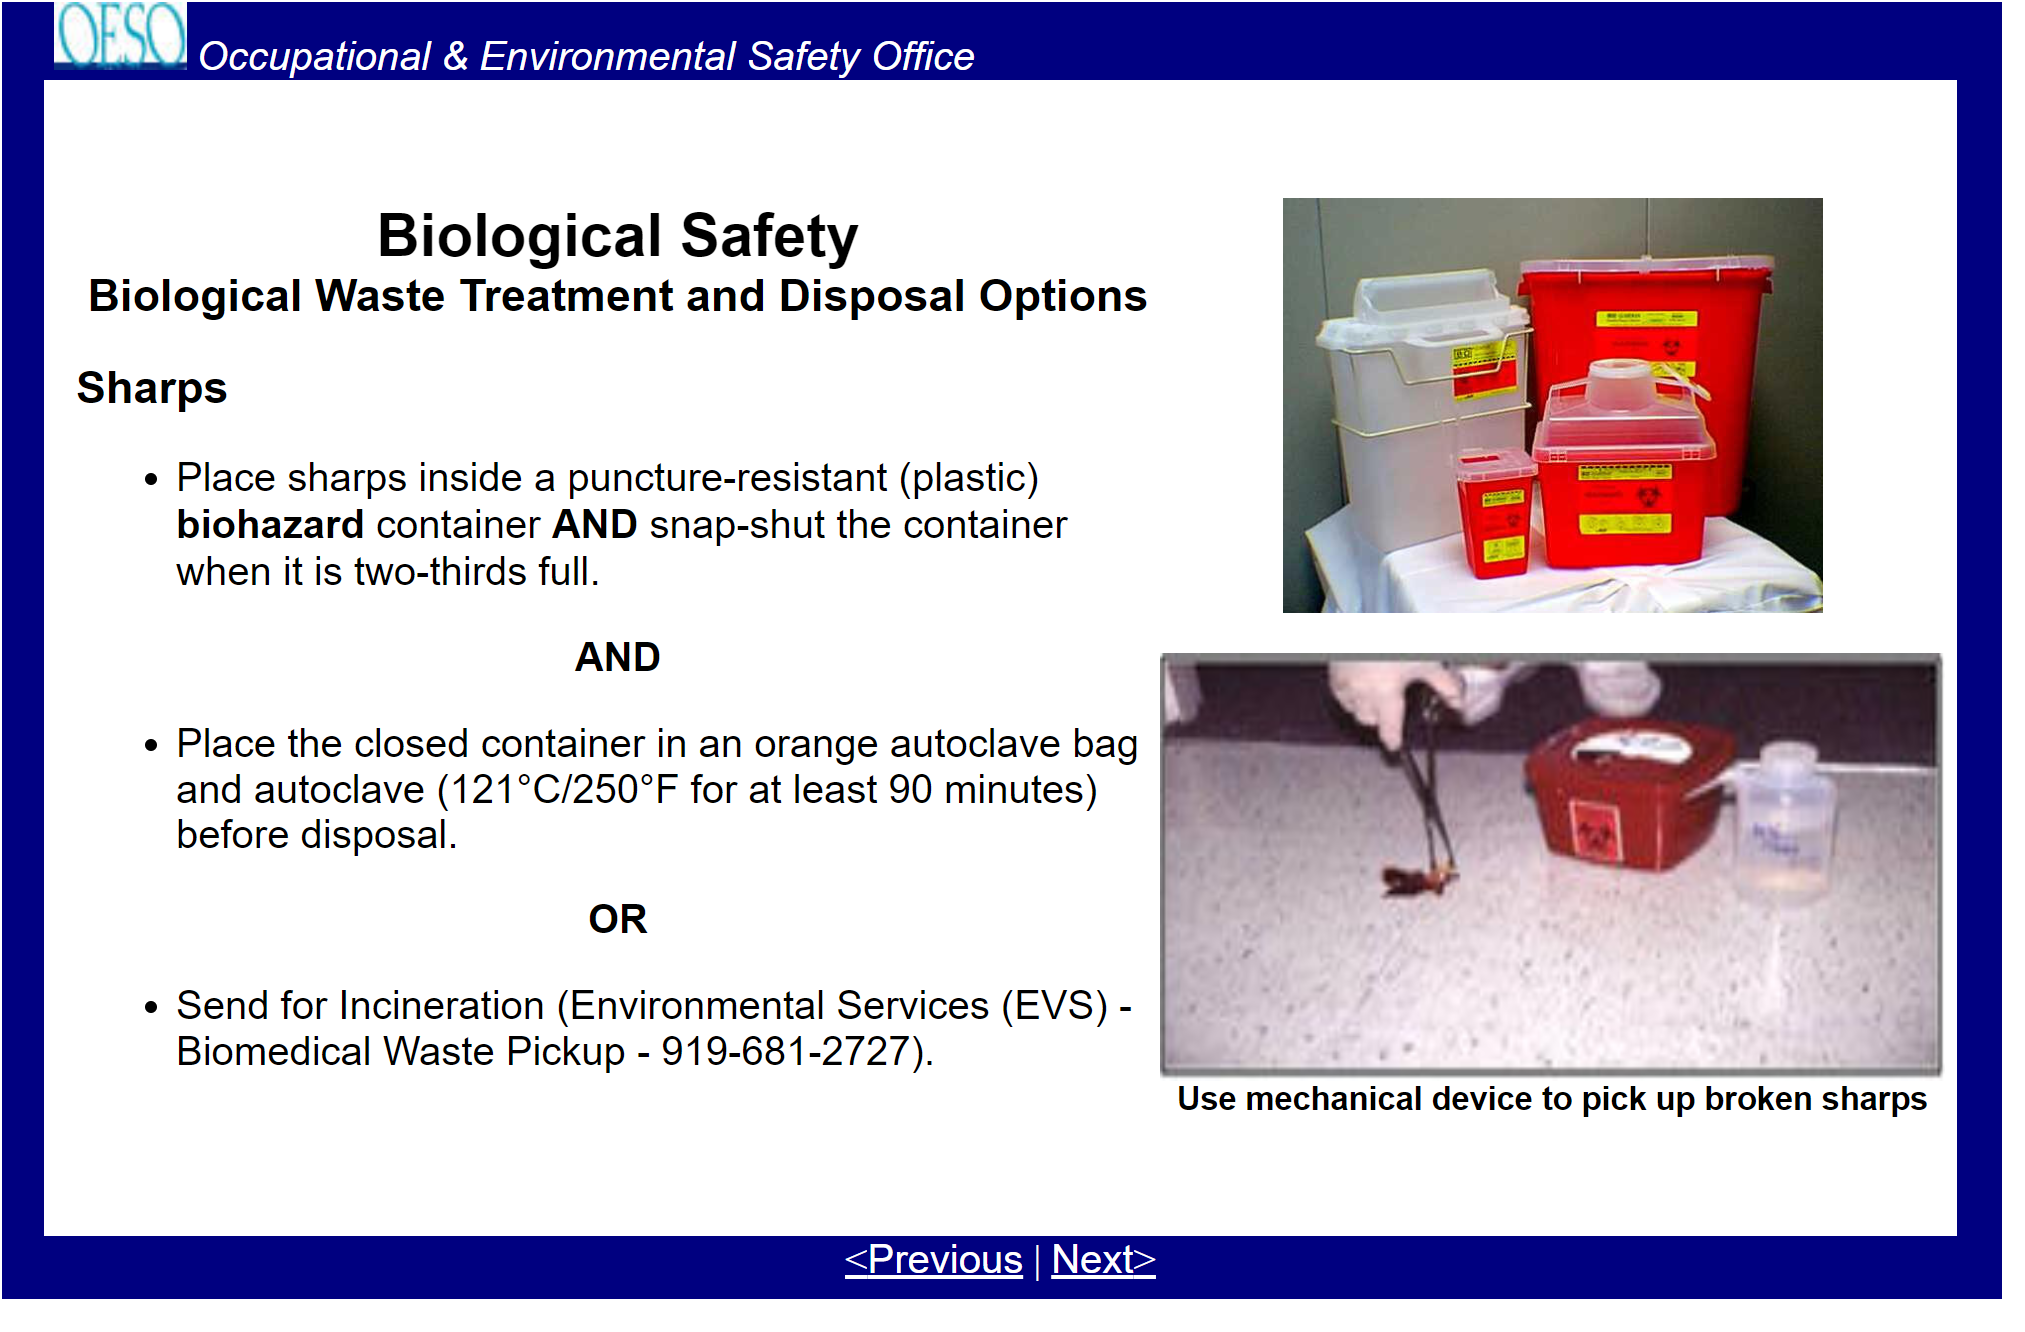 OESO
Occupational & Environmental Safety Office
Biological Safety
Biological Waste Treatment and Disposal Options
Sharps
• Place sharps inside a puncture-resistant (plastic)
biohazard container AND snap-shut the container
when it is two-thirds full.
AND
• Place the closed container in an orange autoclave bag
and autoclave (121°C/250°F for at least 90 minutes)
before disposal.
OR
• Send for Incineration (Environmental Services (EVS) -
Biomedical Waste Pickup - 919-681-2727).
Use mechanical device to pick up broken sharps
<Previous | Next>